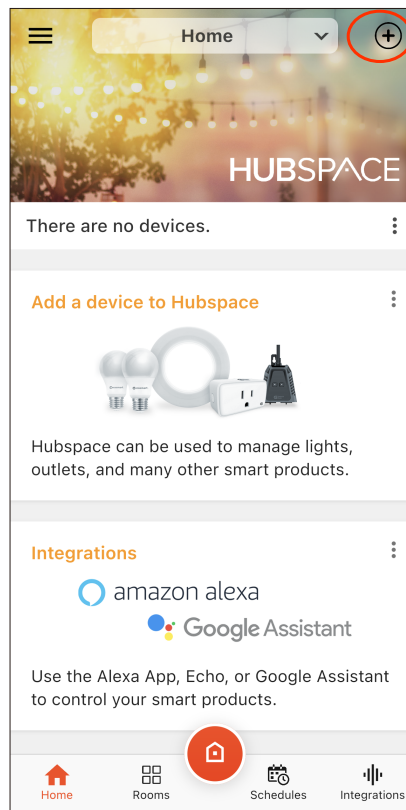 Home
HUBSPACE
There are no devices.
Add a device to Hubspace
Hubspace can be used to manage lights,
outlets, and many other smart products.
Integrations
amazon alexa
Google Assistant
Use the Alexa App, Echo, or Google Assistant
to control your smart products.
Home
Rooms
Schedules
Integrations